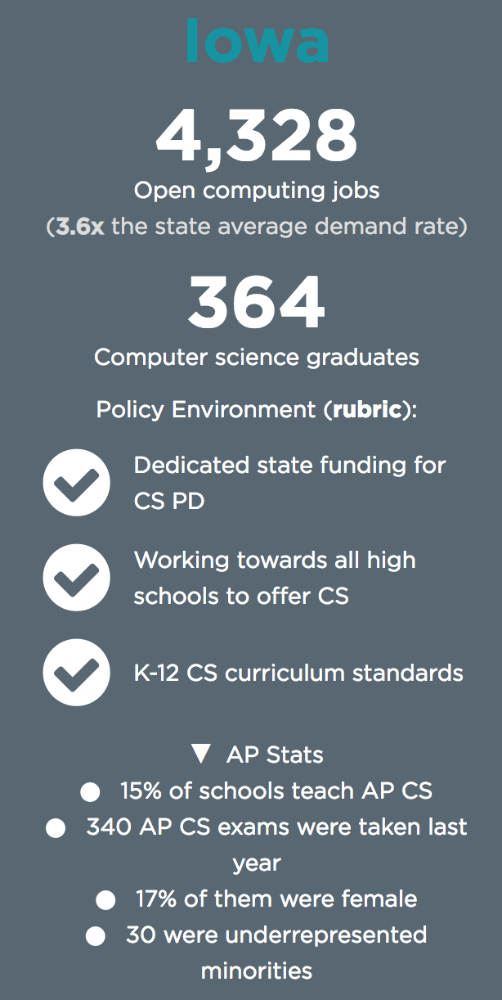 Iowa
4,328
Open computing jobs
(3.6x the state average demand rate)
364
Computer science graduates
Policy Environment (rubric):
Dedicated state funding for
CS PD
Working towards all high
schools to offer CS
K-12 CS curriculum standards
▼ AP Stats
● 15% of schools teach AP CS
● 340 AP CS exams were taken last
year
● 17% of them were female
● 30 were underrepresented
minorities